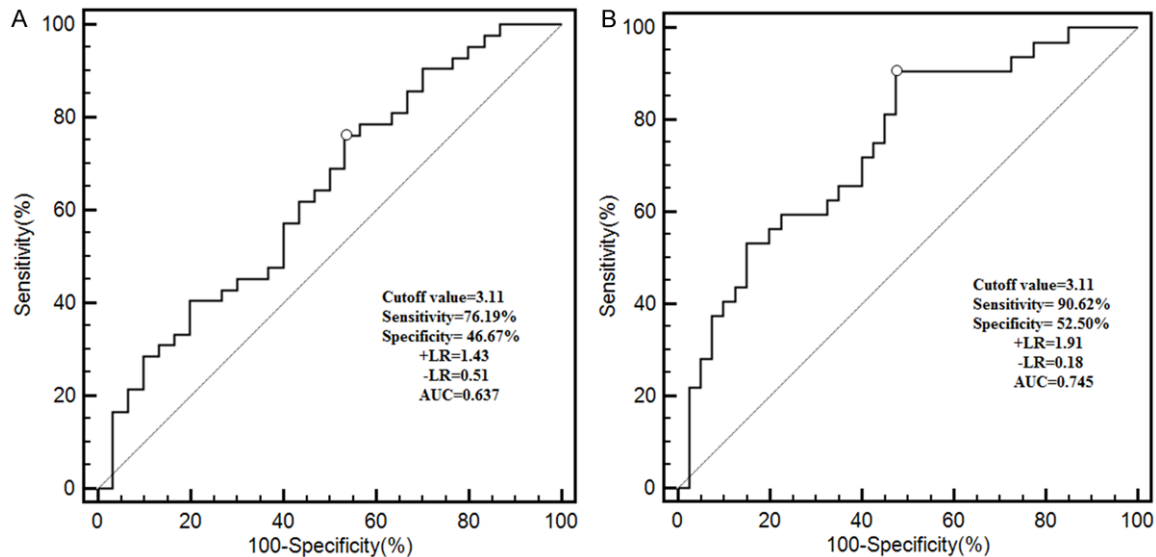 A
100
80
60
40
20
0
Sensitivity(%)
0 20 40 60 80 100
100-Specificity(%)
Cutoff value=3.11
Sensitivity=76.19%
Specificity= 46.67%
+LR=1.43
-LR=0.51
AUC=0.637
B
100
80
60
40
20
0
Sensitivity(%)
0 20 40 60 80 100
100-Specificity(%)
Cutoff value=3.11
Sensitivity= 90.62%
Specificity= 52.50%
+LR=1.91
-LR=0.18
AUC=0.745